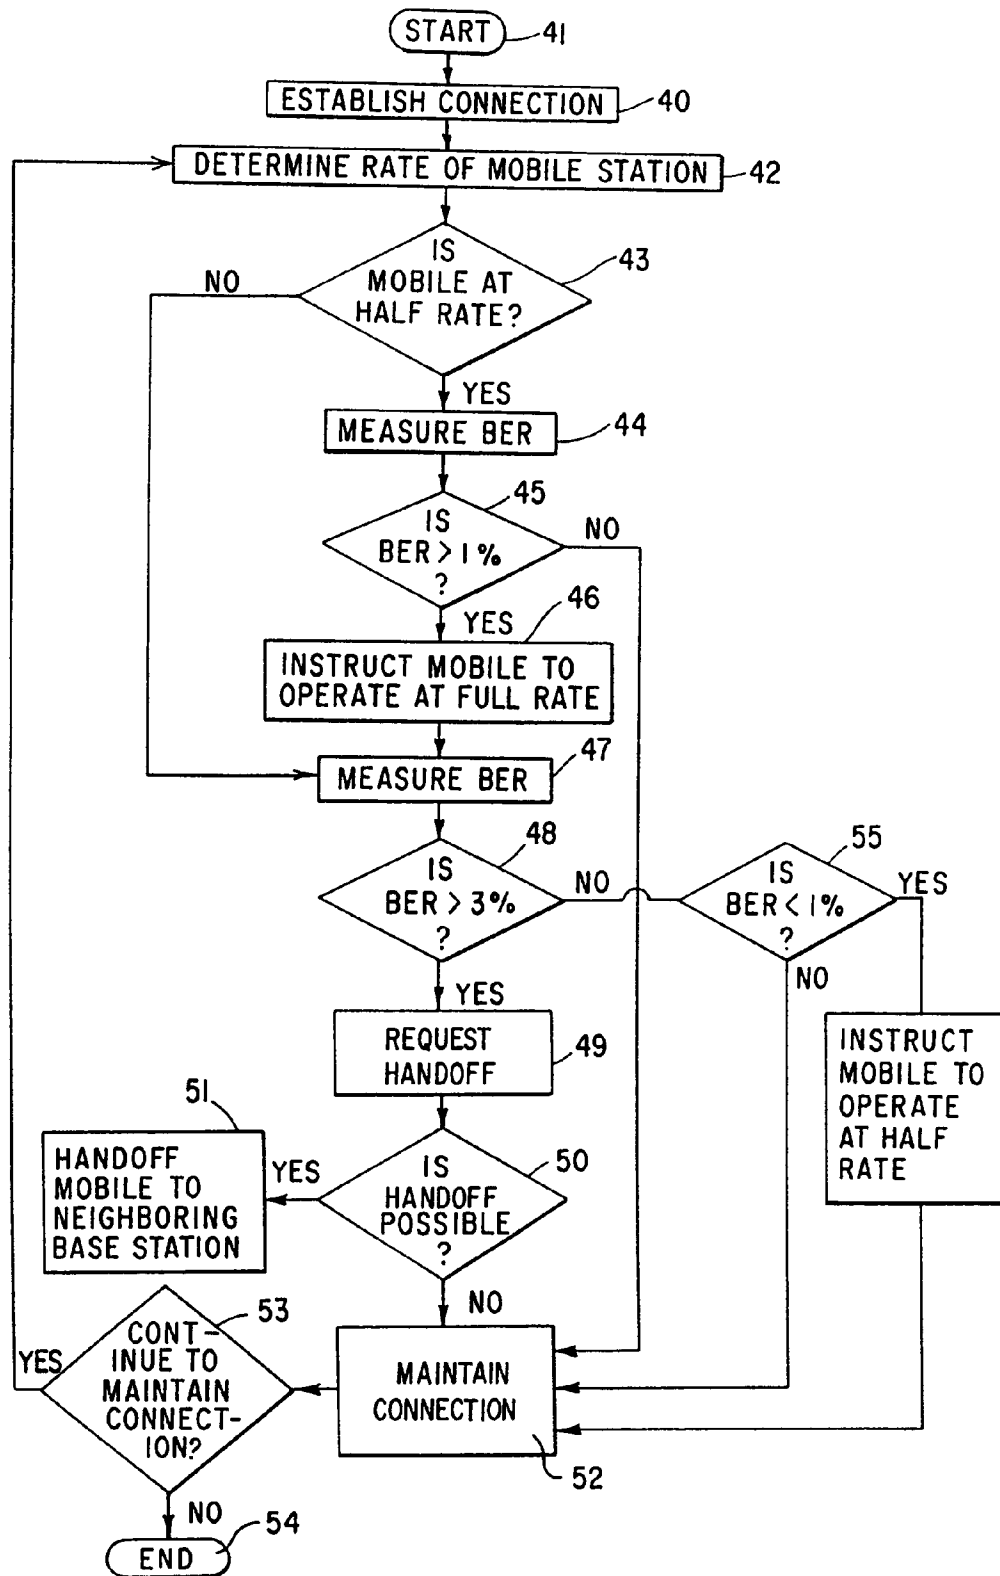 START
41
ESTABLISH CONNECTION
40
DETERMINE RATE OF MOBILE STATION
42
IS
MOBILE AT
HALF RATE?
43
NO
YES
MEASURE BER
44
45
IS
BER > 1%
?
NO
YES
46
INSTRUCT MOBILE TO
OPERATE AT FULL RATE
47
MEASURE BER
48
IS
BER > 3%
?
NO
YES
55
IS
BER < 1%
?
YES
NO
REQUEST
HANDOFF
49
INSTRUCT
MOBILE TO
OPERATE
AT HALF
RATE
51
HANDOFF
MOBILE TO
NEIGHBORING
BASE STATION
YES
IS
HANDOFF
POSSIBLE
?
50
NO
53
CONT-
INUE TO
MAINTAIN
CONNECT-
ION?
YES
MAINTAIN
CONNECTION
52
NO
END
54